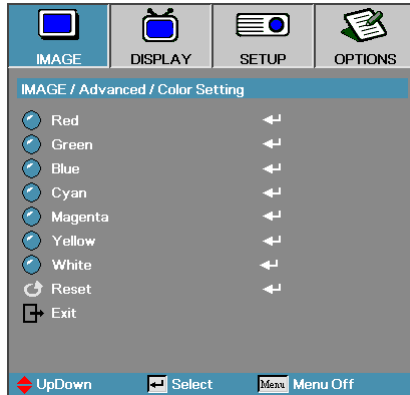 IMAGE DISPLAY SETUP OPTIONS
IMAGE / Advanced / Color Setting
Red
Green
Blue
Cyan
Magenta
Yellow
White
Reset
Exit
UpDown Select Menu Menu Off